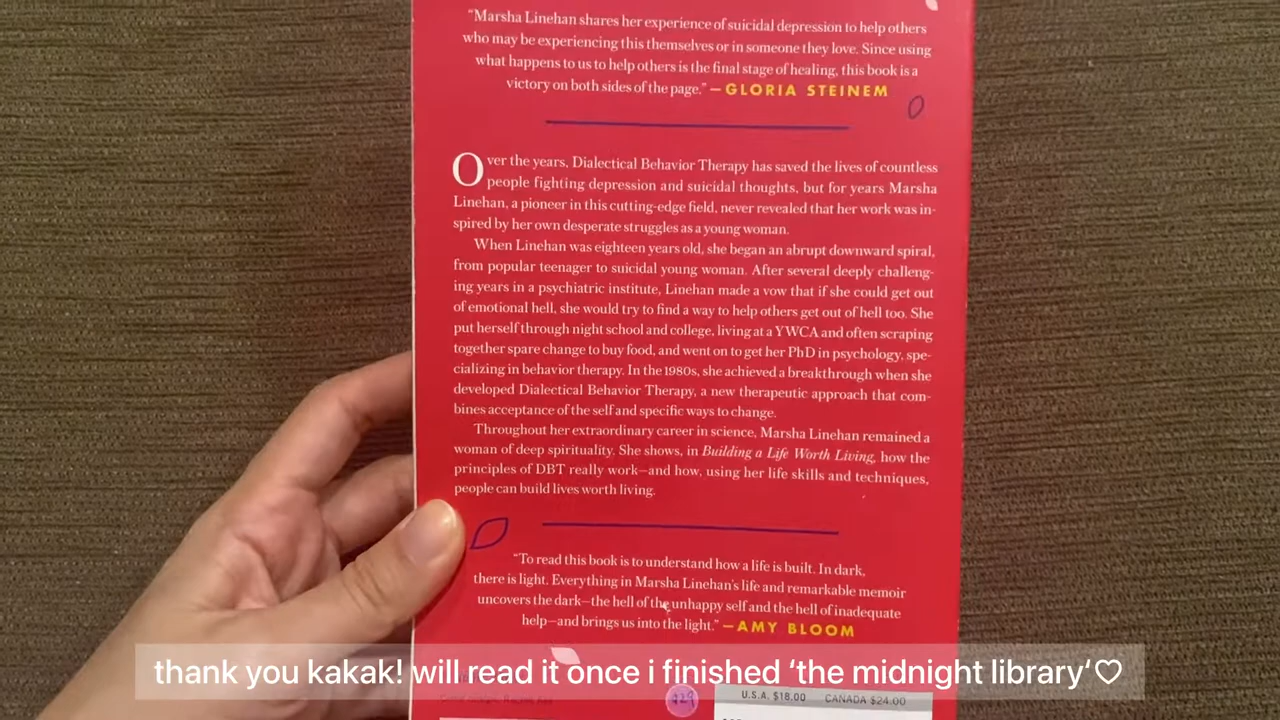 “Marsha Linehan shares her experience of suicidal depression to help others
who may be experiencing this themselves or in someone they love. Since using
what happens to us to help others is the final stage of healing, this book is a
victory on both sides of the page.” —GLORIA STEINEM
Over the years, Dialectical Behavior Therapy has saved the lives of countless
people fighting depression and suicidal thoughts, but for years Marsha
Linehan, a pioneer in this cutting-edge field, never revealed that her work was in-
spired by her own desperate struggles as a young woman.
When Linehan was eighteen years old, she began an abrupt downward spiral,
from popular teenager to suicidal young woman. After several deeply challeng-
ing years in a psychiatric institute, Linehan made a vow that if she could get out
of emotional hell, she would try to find a way to help others get out of hell too. She
put herself through night school and college, living at a YWCA and often scraping
together spare change to buy food, and went on to get her PhD in psychology, spe-
cializing in behavior therapy. In the 1980s, she achieved a breakthrough when she
developed Dialectical Behavior Therapy, a new therapeutic approach that com-
bines acceptance of the self and specific ways to change.
Throughout her extraordinary career in science, Marsha Linehan remained a
woman of deep spirituality. She shows, in Building a Life Worth Living, how the
principles of DBT really work—and how, using her life skills and techniques,
people can build lives worth living.
“To read this book is to understand how a life is built. In dark,
there is light. Everything in Marsha Linehan’s life and remarkable memoir
uncovers the dark—the hell of the unhappy self and the hell of inadequate
help—and brings us into the light.” —AMY BLOOM
thank you kakak! will read it once i finished ‘the midnight library‘♡
U.S.A. $18.00 CANADA $24.00